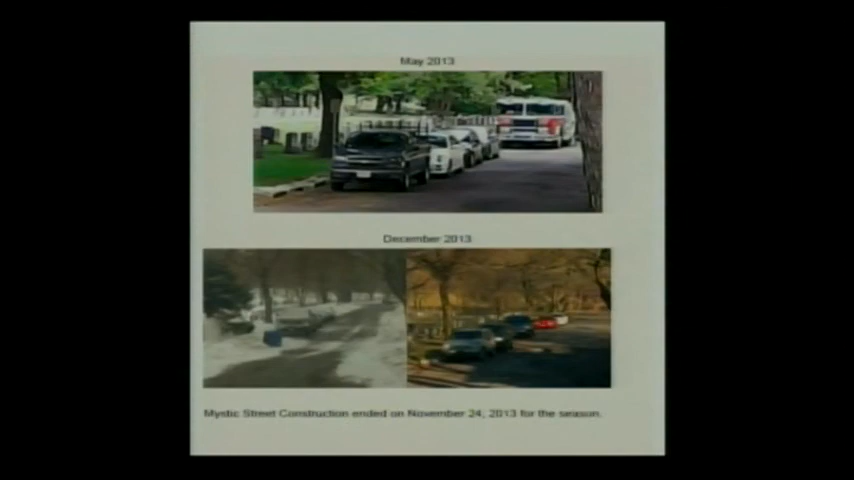 May 2013
December 2013
Mystic Street Construction ended on November 24, 2013 for the season.